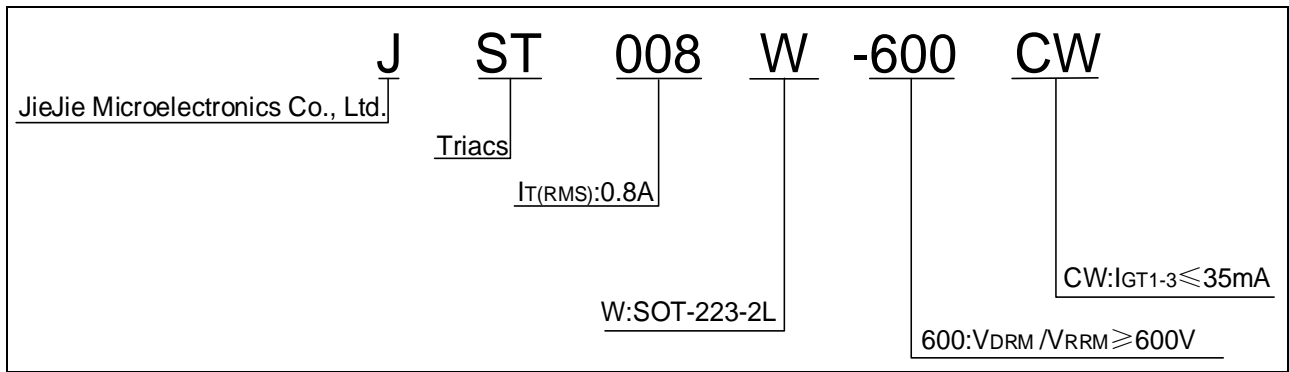 J ST 008 W -600 CW
JieJie Microelectronics Co., Ltd.
Triacs
IT(RMS):0.8A
CW:IGT1-3≤35mA
W:SOT-223-2L
600:VDRM /VRRM≥600V